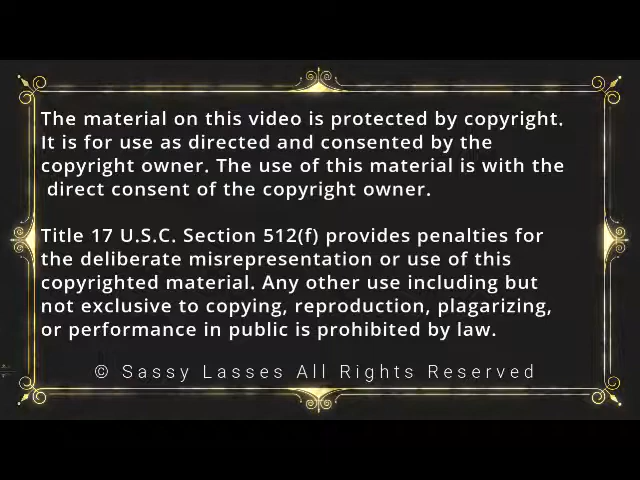 The material on this video is protected by copyright.
It is for use as directed and consented by the
copyright owner. The use of this material is with the
direct consent of the copyright owner.
Title 17 U.S.C. Section 512(f) provides penalties for
the deliberate misrepresentation or use of this
copyrighted material. Any other use including but
not exclusive to copying, reproduction, plagarizing,
or performance in public is prohibited by law.
© Sassy Lasses All Rights Reserved